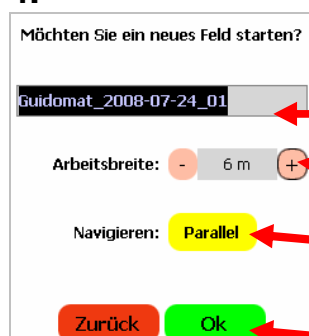 Möchten Sie ein neues Feld starten?
Guidomat_2008-07-24_01
Arbeitsbreite: - 6 m +
Navigieren: Parallel
Zurück Ok